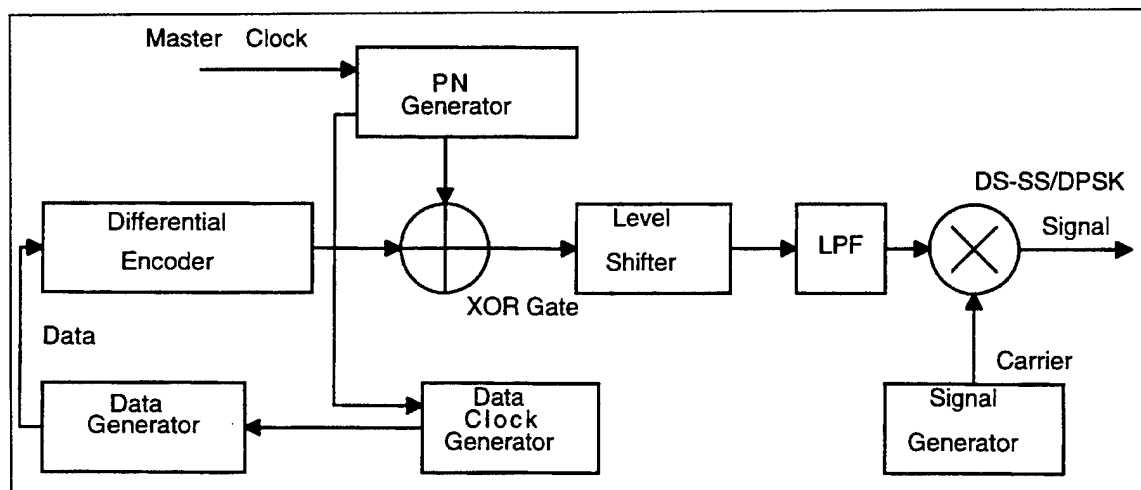 Master Clock
PN
Generator
DS-SS/DPSK
Signal
Differential
Encoder
XOR Gate
Level
Shifter
LPF
Data
Carrier
Data
Generator
Data
Clock
Generator
Signal
Generator